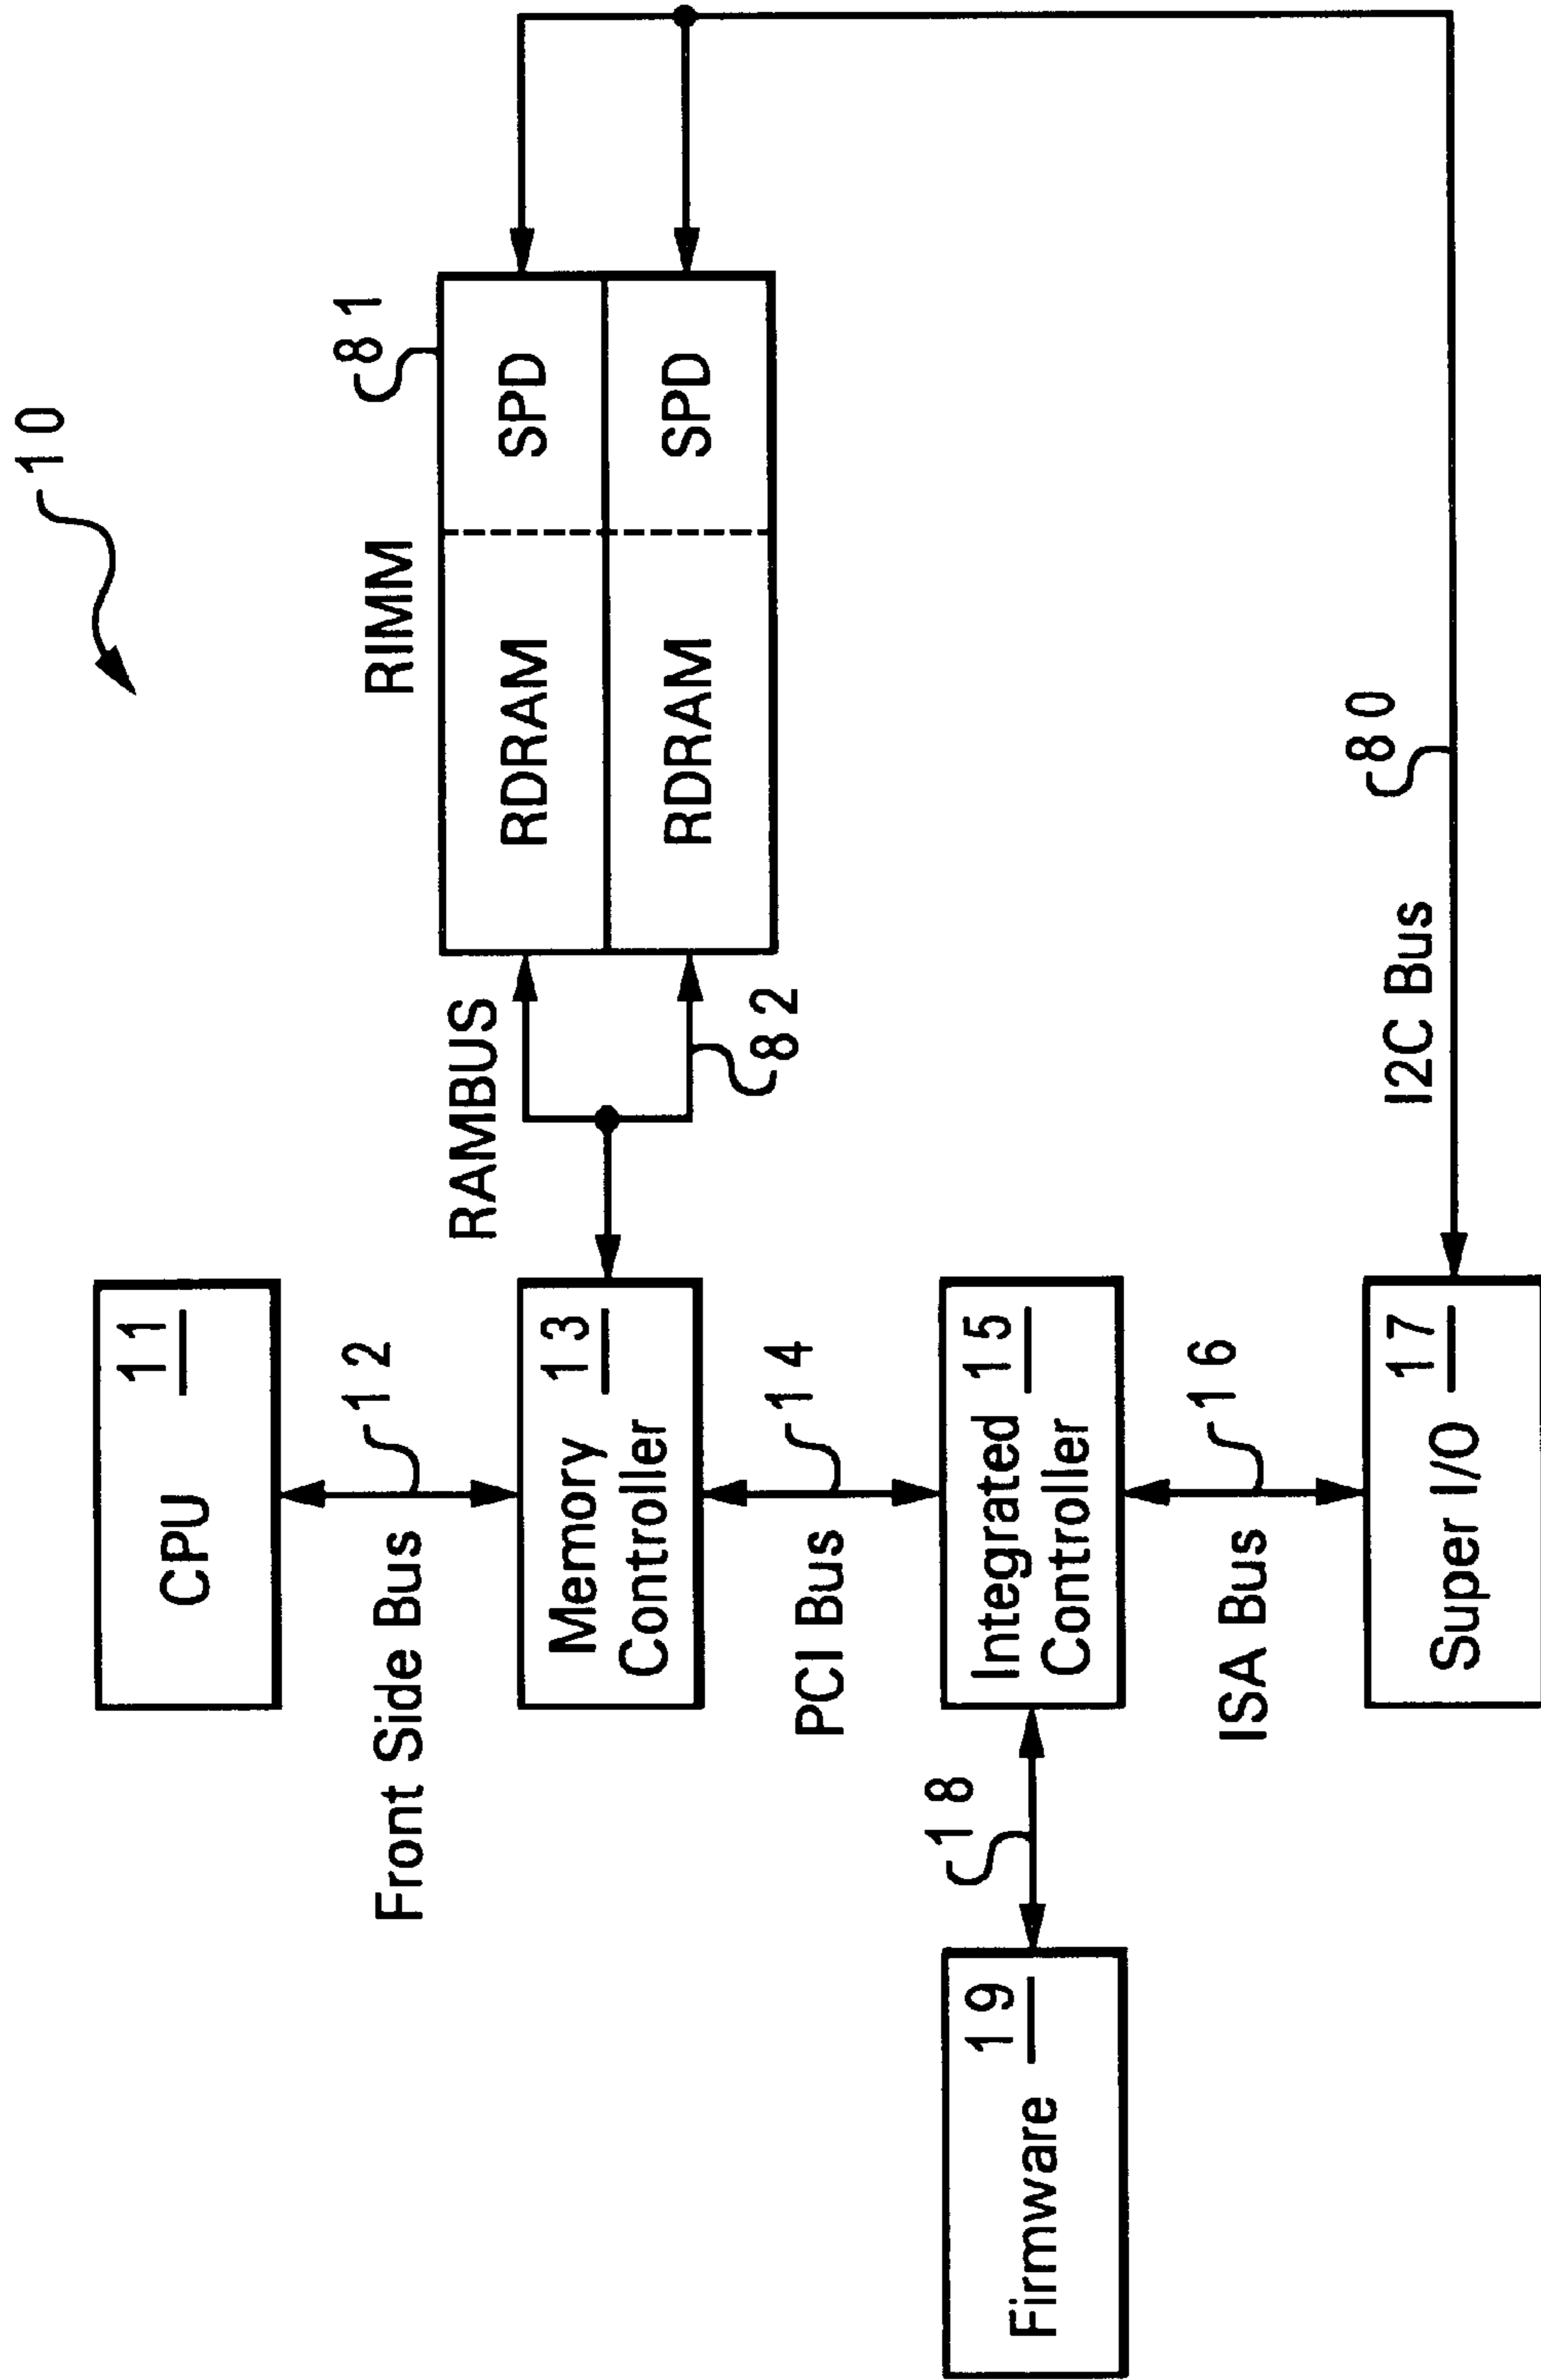 10
CPU
11
Front Side Bus
12
RIMM
81
RAMBUS
RDRAM
SPD
RDRAM
SPD
82
Memory
Controller
13
PCI Bus
14
Firmware
19
18
Integrated
Controller
15
ISA Bus
16
I2C Bus
80
Super I/O
17